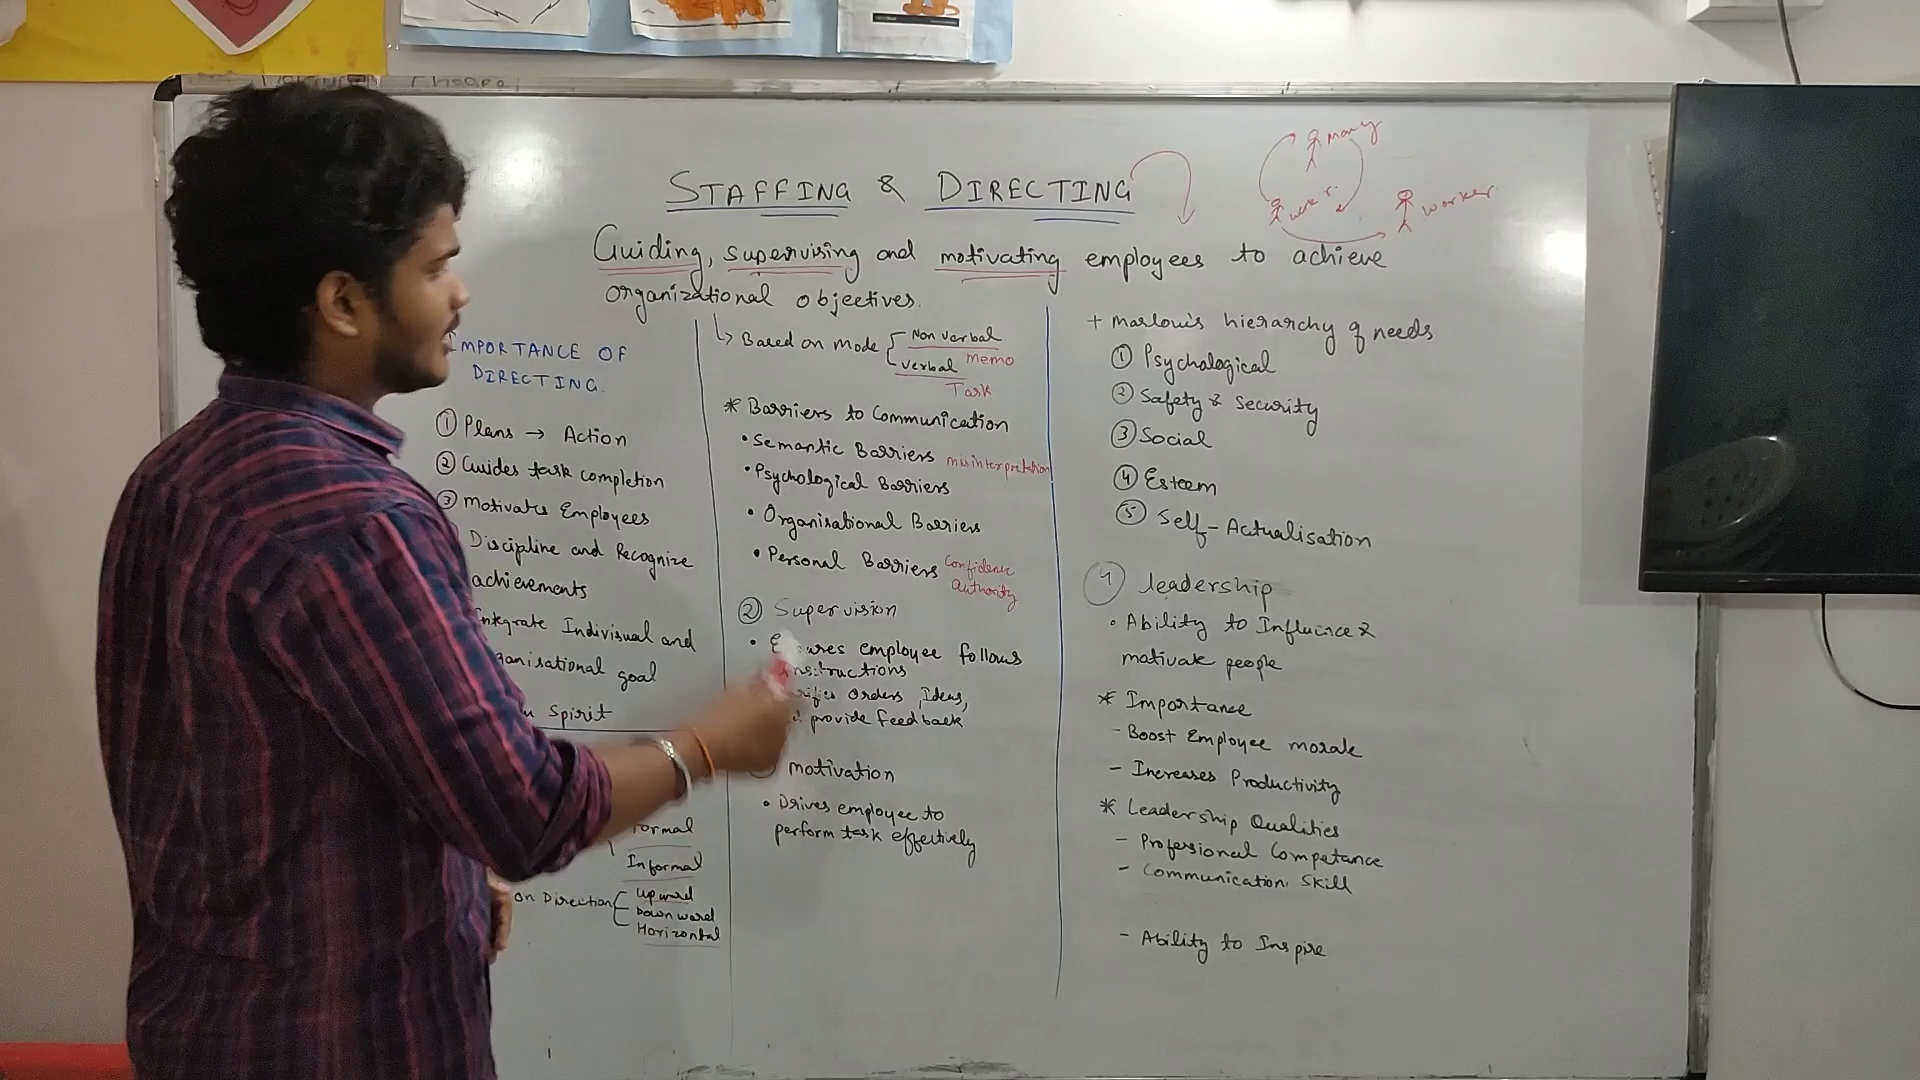 STAFFING & DIRECTING
Guiding, supervising and motivating employees to achieve
Organizational objectives.
many
worker
worker
IMPORTANCE OF
DIRECTING.
① Plans → Action
② Guides task completion
③ Motivates Employees
Discipline and Recognize
achievements
Integrate Indivisual and
anisational goal
Spirit
Formal
Informal
on Direction
Upward
Downward
Horizontal
↳ Based on Mode
Non verbal
Memo
verbal
Task
* Barriers to Communication
• Semantic Barriers misinterpretation
• Psychological Barriers
• Organisational Barriers
• Personal Barriers Confidence
Authority
② Supervision
• E ures employee follows
instructions
rifies Orders, Ideas,
provide feedback
motivation
• Drives employee to
perform task effectively
+ Marlow's hierarchy of needs
① Psychological
② Safety & Security
③ Social
④ Esteem
⑤ Self-Actualisation
leadership
• Ability to Influence &
motivate people
* Importance
- Boost Employee morale
- Increases Productivity
* Leadership Qualities
- Professional Competance
- Communication Skill
- Ability to Inspire